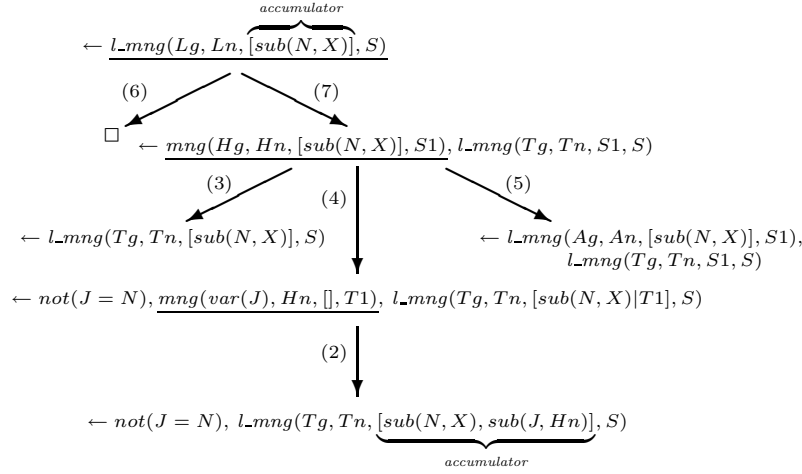 accumulator
← l_mng(Lg, Ln, [sub(N, X)], S)
(6)
(7)
□
← mng(Hg, Hn, [sub(N, X)], S1), l_mng(Tg, Tn, S1, S)
(3)
(4)
(5)
← l_mng(Tg, Tn, [sub(N, X)], S)
← l_mng(Ag, An, [sub(N, X)], S1),
l_mng(Tg, Tn, S1, S)
← not(J = N), mng(var(J), Hn, [], T1), l_mng(Tg, Tn, [sub(N, X)|T1], S)
(2)
← not(J = N), l_mng(Tg, Tn, [sub(N, X), sub(J, Hn)], S)
accumulator